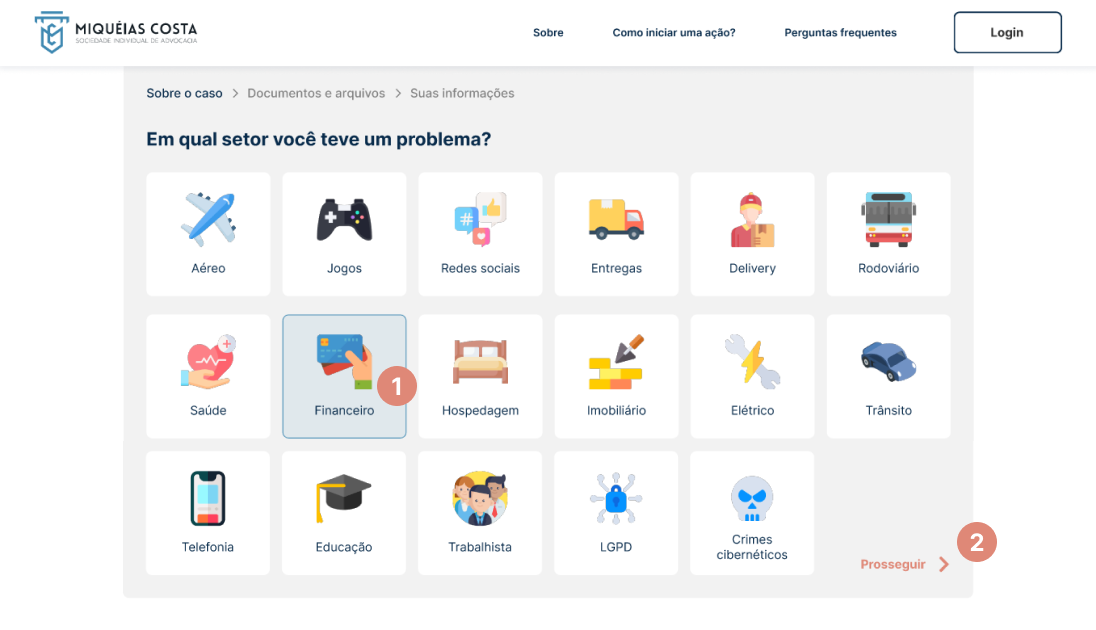 MIQUÉIAS COSTA
SOCIEDADE INDIVIDUAL DE ADVOCACIA
Sobre
Como iniciar uma ação?
Perguntas frequentes
Login
Sobre o caso > Documentos e arquivos > Suas informações
Em qual setor você teve um problema?
#
Aéreo
Jogos
Redes sociais
Entregas
Delivery
Rodoviário
1
Saúde
Financeiro
Hospedagem
Imobiliário
Elétrico
Trânsito
Telefonia
Educação
Trabalhista
LGPD
Crimes
cibernéticos
Prosseguir
2